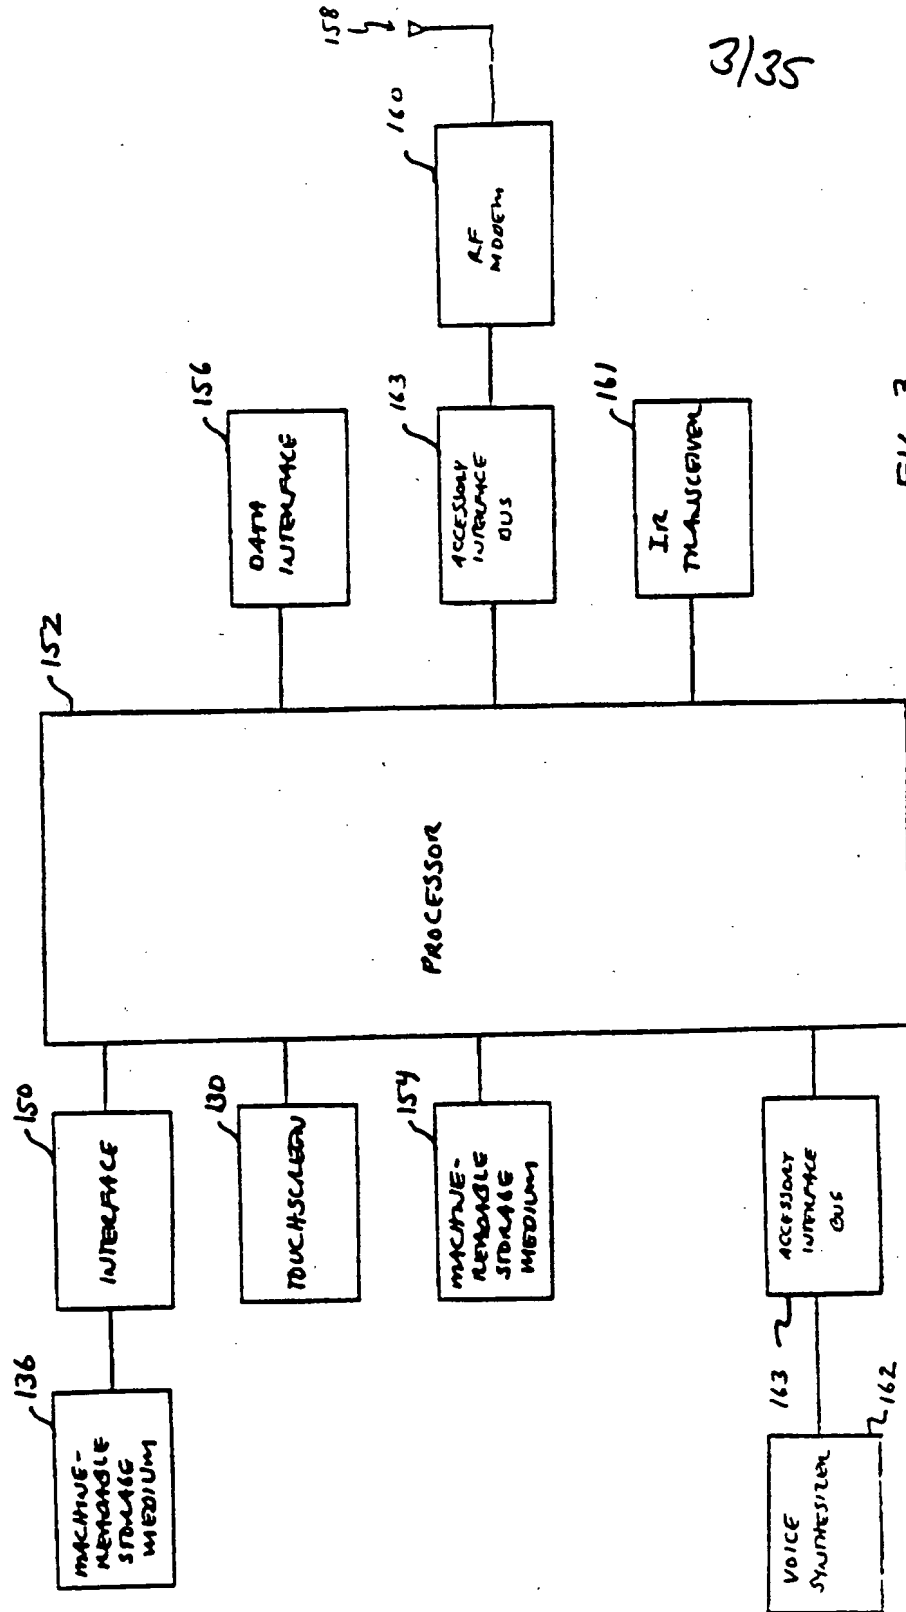 3/35
158
160
RF
MODEM
156
DATA
INTERFACE
163
ACCESSORY
INTERFACE
BUS
161
IR
TRANSCEIVER
152
PROCESSOR
150
INTERFACE
130
TOUCHSCREEN
154
MACHINE-
READABLE
STORAGE
MEDIUM
136
MACHINE-
READABLE
STORAGE
MEDIUM
ACCESSORY
INTERFACE
BUS
163
162
VOICE
SYNTHESIZER